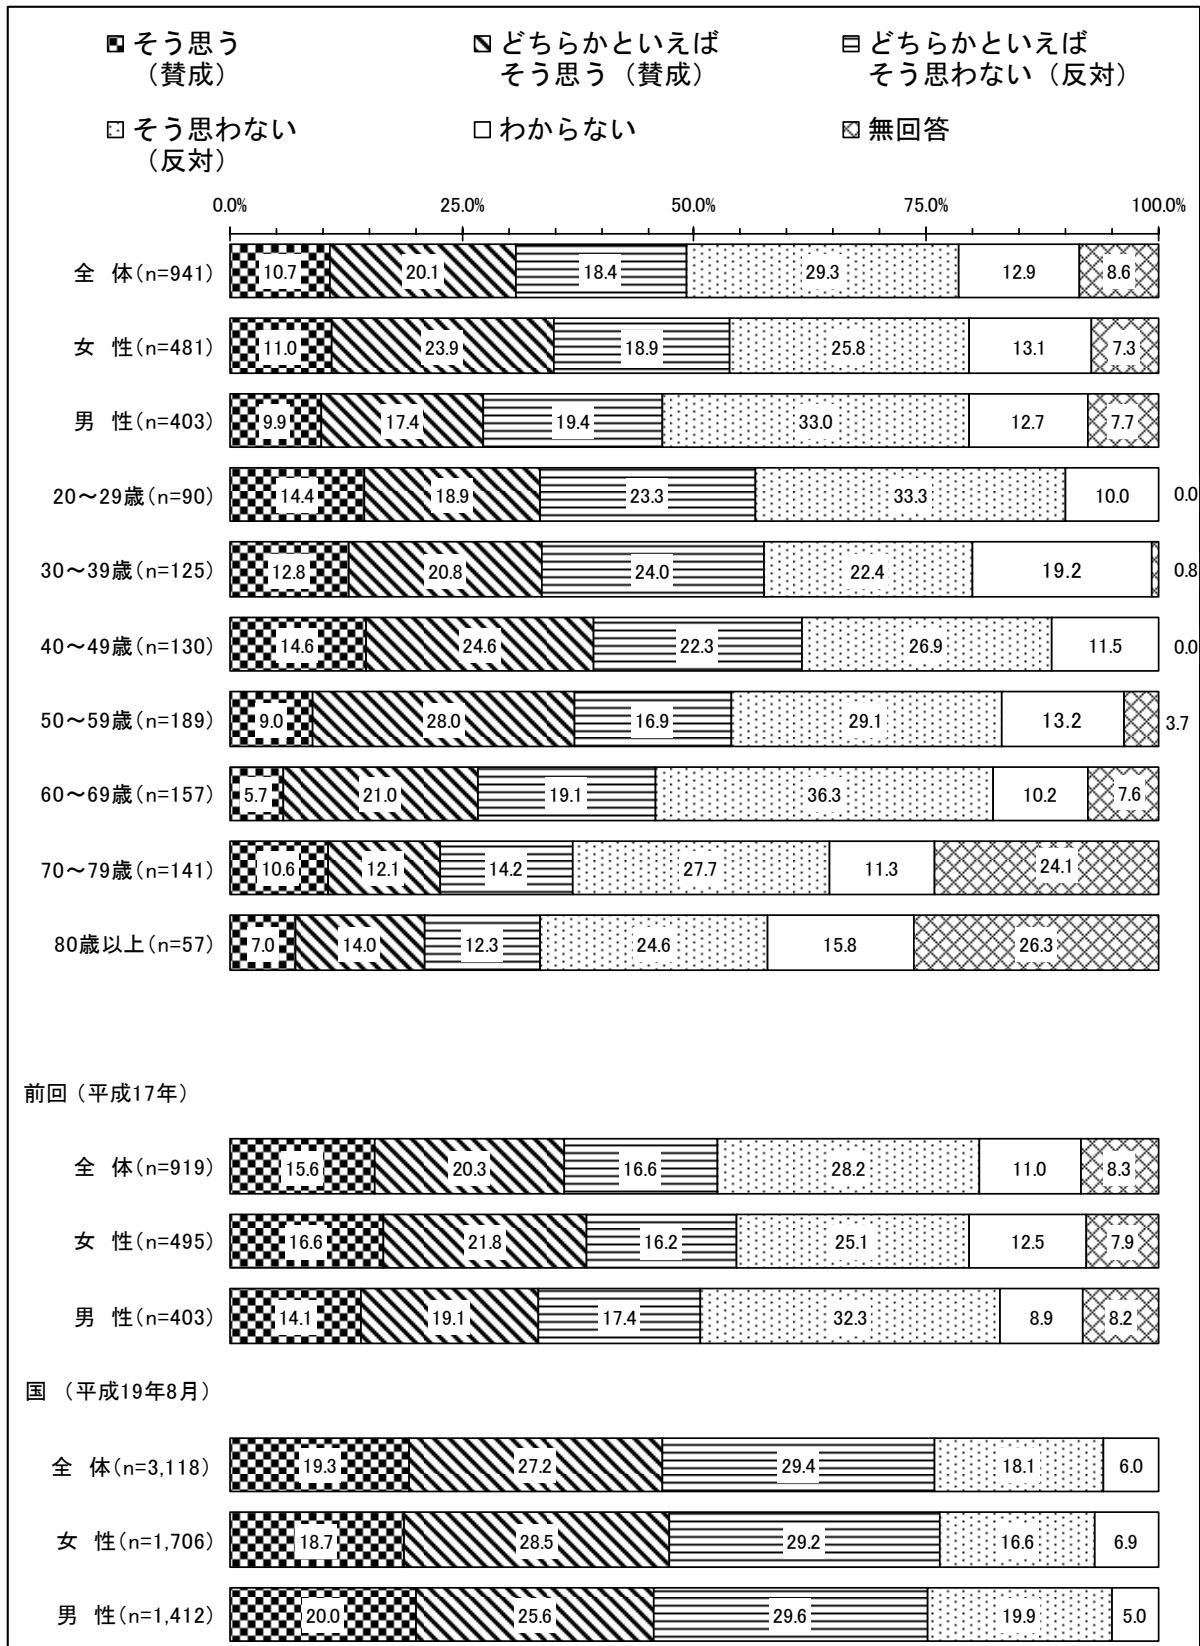 そう思う どちらかといえば どちらかといえば
（賛成） そう思う（賛成） そう思わない（反対）
そう思わない わからない 無回答
（反対）
0.0% 25.0% 50.0% 75.0% 100.0%
全 体(n=941) 10.7 20.1 18.4 29.3 12.9 8.6
女 性(n=481) 11.0 23.9 18.9 25.8 13.1 7.3
男 性(n=403) 9.9 17.4 19.4 33.0 12.7 7.7
20～29歳(n=90) 14.4 18.9 23.3 33.3 10.0 0.0
30～39歳(n=125) 12.8 20.8 24.0 22.4 19.2 0.8
40～49歳(n=130) 14.6 24.6 22.3 26.9 11.5 0.0
50～59歳(n=189) 9.0 28.0 16.9 29.1 13.2 3.7
60～69歳(n=157) 5.7 21.0 19.1 36.3 10.2 7.6
70～79歳(n=141) 10.6 12.1 14.2 27.7 11.3 24.1
80歳以上(n=57) 7.0 14.0 12.3 24.6 15.8 26.3
前回（平成17年）
全 体(n=919) 15.6 20.3 16.6 28.2 11.0 8.3
女 性(n=495) 16.6 21.8 16.2 25.1 12.5 7.9
男 性(n=403) 14.1 19.1 17.4 32.3 8.9 8.2
国 （平成19年8月）
全 体(n=3,118) 19.3 27.2 29.4 18.1 6.0
女 性(n=1,706) 18.7 28.5 29.2 16.6 6.9
男 性(n=1,412) 20.0 25.6 29.6 19.9 5.0